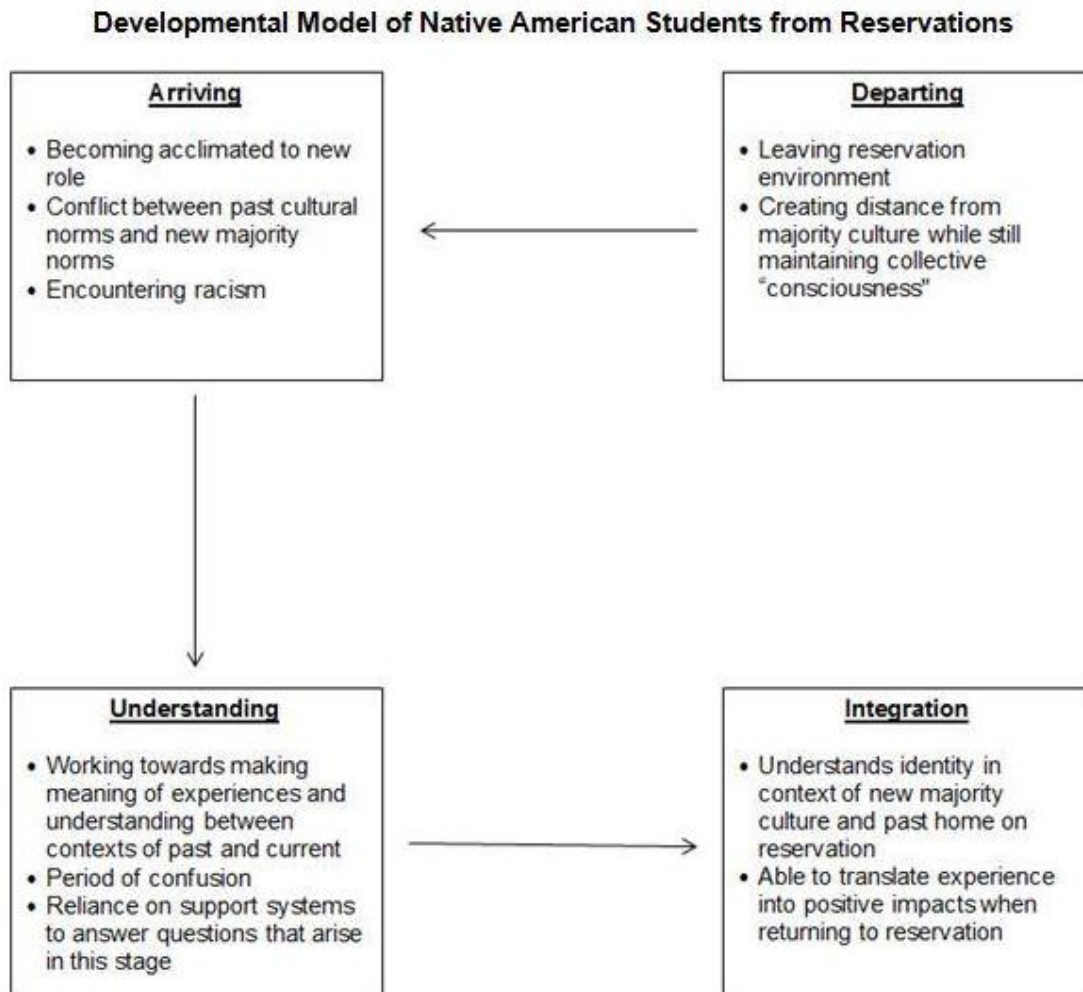 Developmental Model of Native American Students from Reservations
Arriving
• Becoming acclimated to new
role
• Conflict between past cultural
norms and new majority
norms
• Encountering racism
Departing
• Leaving reservation
environment
• Creating distance from
majority culture while still
maintaining collective
“consciousness"
Understanding
• Working towards making
meaning of experiences and
understanding between
contexts of past and current
• Period of confusion
• Reliance on support systems
to answer questions that arise
in this stage
Integration
• Understands identity in
context of new majority
culture and past home on
reservation
• Able to translate experience
into positive impacts when
returning to reservation